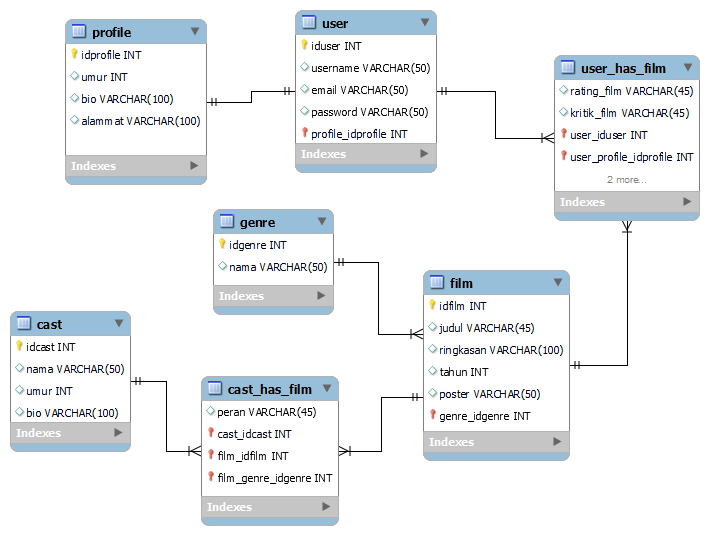 profile
idprofile INT
umur INT
bio VARCHAR(100)
alammat VARCHAR(100)
Indexes
user
iduser INT
username VARCHAR(50)
email VARCHAR(50)
password VARCHAR(50)
profile_idprofile INT
Indexes
user_has_film
rating_film VARCHAR(45)
kritik_film VARCHAR(45)
user_iduser INT
user_profile_idprofile INT
2 more...
Indexes
genre
idgenre INT
nama VARCHAR(50)
Indexes
film
idfilm INT
judul VARCHAR(45)
ringkasan VARCHAR(100)
tahun INT
poster VARCHAR(50)
genre_idgenre INT
Indexes
cast
idcast INT
nama VARCHAR(50)
umur INT
bio VARCHAR(100)
Indexes
cast_has_film
peran VARCHAR(45)
cast_idcast INT
film_idfilm INT
film_genre_idgenre INT
Indexes